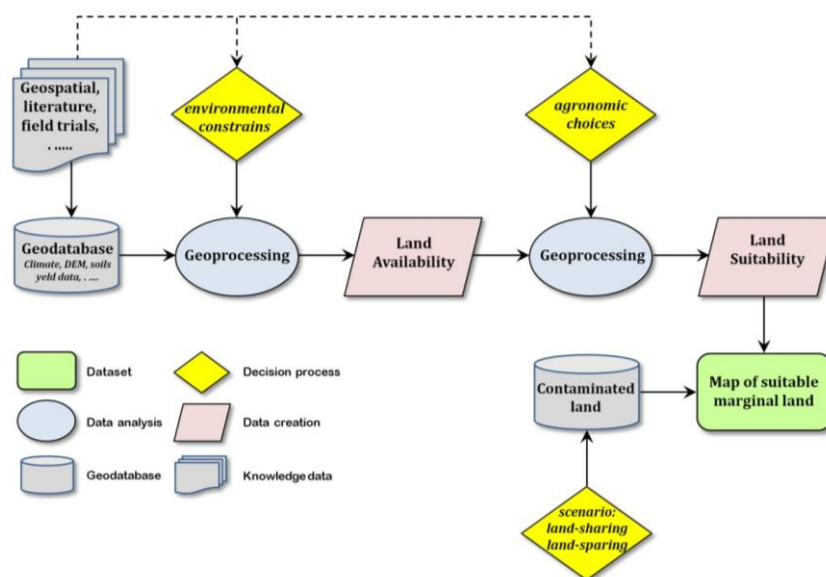 Geospatial,
literature,
field trials,
. .....
environmental
constrains
agronomic
choices
Geodatabase
Climate, DEM, soils
yeld data, . ....
Geoprocessing
Land
Availability
Geoprocessing
Land
Suitability
Dataset
Decision process
Data analysis
Data creation
Geodatabase
Knowledge data
Contaminated
land
Map of suitable
marginal land
scenario:
land-sharing
land-sparing